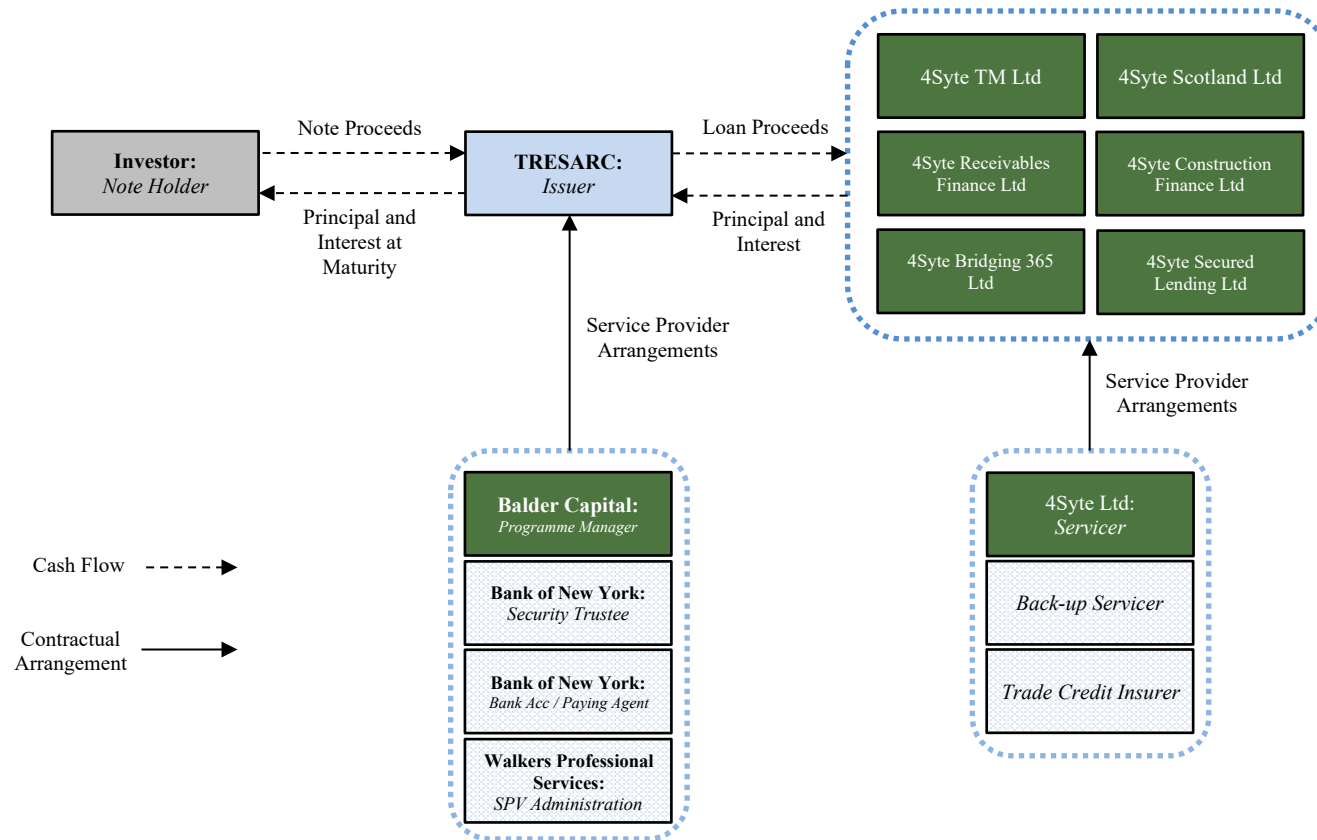 4Syte TM Ltd
4Syte Scotland Ltd
Note Proceeds
Loan Proceeds
Investor:
Note Holder
TRESARC:
Issuer
4Syte Receivables
Finance Ltd
4Syte Construction
Finance Ltd
Principal and
Interest at
Maturity
Principal and
Interest
4Syte Bridging 365
Ltd
4Syte Secured
Lending Ltd
Service Provider
Arrangements
Service Provider
Arrangements
Balder Capital:
Programme Manager
4Syte Ltd:
Servicer
Cash Flow
Bank of New York:
Security Trustee
Back-up Servicer
Contractual
Arrangement
Bank of New York:
Bank Acc / Paying Agent
Trade Credit Insurer
Walkers Professional
Services:
SPV Administration